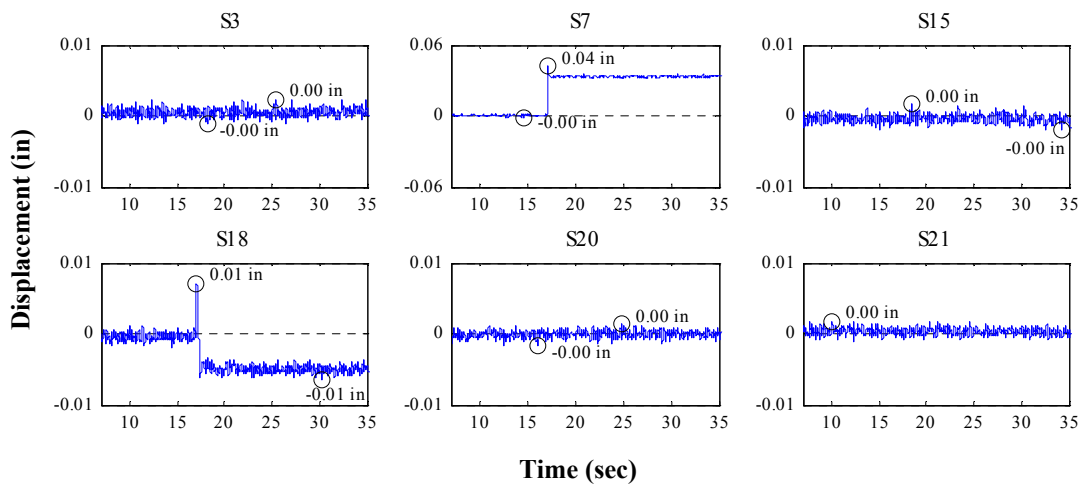 S3 S7 S15
0.01 0.06 0.01
0.00 in 0.04 in 0.00 in
0 0 0
-0.00 in -0.00 in -0.00 in
-0.01 -0.06 -0.01
10 15 20 25 30 35 10 15 20 25 30 35 10 15 20 25 30 35
S18 S20 S21
0.01 0.01 0.01
0.01 in 0.00 in 0.00 in
0 0 0
-0.00 in
-0.01 in
-0.01 -0.01 -0.01
10 15 20 25 30 35 10 15 20 25 30 35 10 15 20 25 30 35
Displacement (in)
Time (sec)